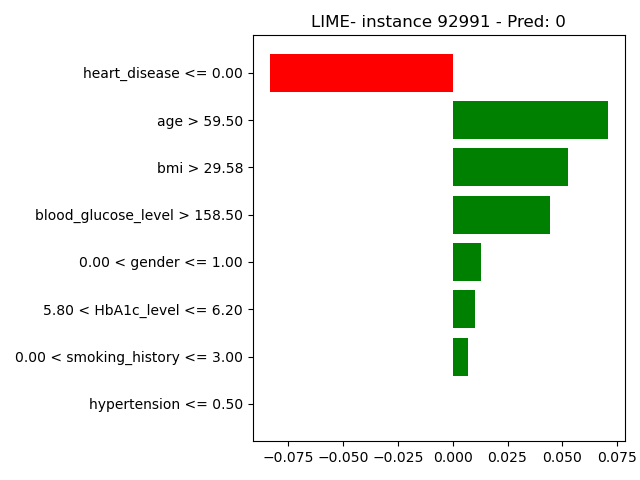 LIME- instance 92991 - Pred: 0
heart_disease <= 0.00
age > 59.50
bmi > 29.58
blood_glucose_level > 158.50
0.00 < gender <= 1.00
5.80 < HbA1c_level <= 6.20
0.00 < smoking_history <= 3.00
hypertension <= 0.50
−0.075 −0.050 −0.025 0.000 0.025 0.050 0.075